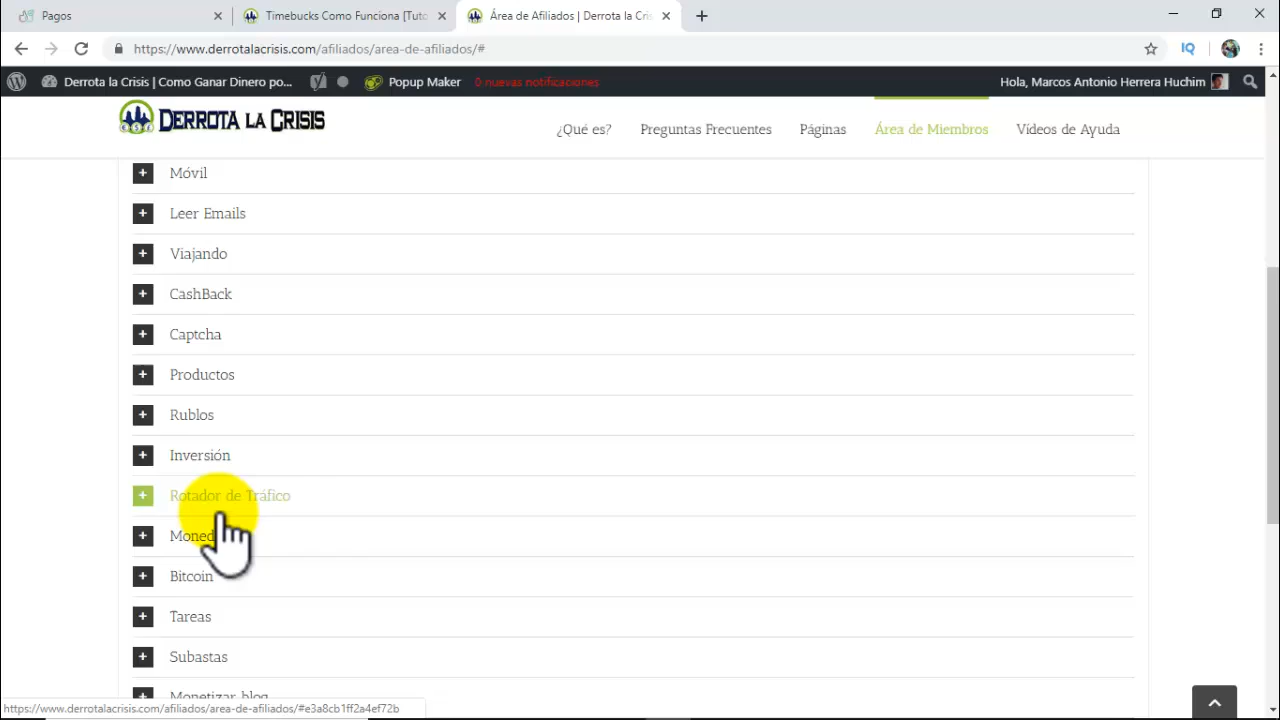 Pagos
Timebucks Como Funciona [Tuto
Área de Afiliados | Derrota la Cris
https://www.derrotalacrisis.com/afiliados/area-de-afiliados/#
IQ
Derrota la Crisis | Como Ganar Dinero po...
Popup Maker
0 nuevas notificaciones
Hola, Marcos Antonio Herrera Huchim
DERROTA LA CRISIS
¿Qué es?
Preguntas Frecuentes
Páginas
Área de Miembros
Vídeos de Ayuda
Móvil
Leer Emails
Viajando
CashBack
Captcha
Productos
Rublos
Inversión
Rotador de Tráfico
Bitcoin
Tareas
Subastas
Monetizar blog
https://www.derrotalacrisis.com/afiliados/area-de-afiliados/#e3a8cb1ff2a4ef72b